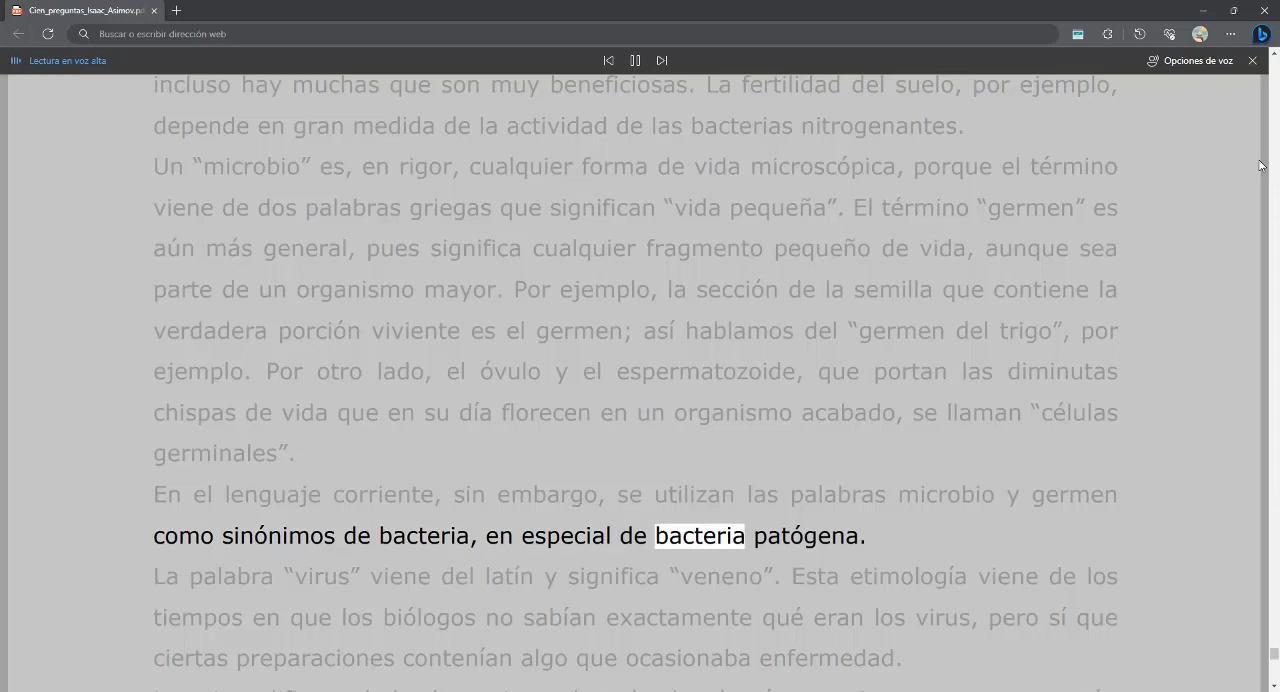 Cien_preguntas_Isaac_Asimov.pd
Buscar o escribir dirección web
Lectura en voz alta
Opciones de voz
incluso hay muchas que son muy beneficiosas. La fertilidad del suelo, por ejemplo,
depende en gran medida de la actividad de las bacterias nitrogenantes.
Un “microbio” es, en rigor, cualquier forma de vida microscópica, porque el término
viene de dos palabras griegas que significan “vida pequeña”. El término “germen” es
aún más general, pues significa cualquier fragmento pequeño de vida, aunque sea
parte de un organismo mayor. Por ejemplo, la sección de la semilla que contiene la
verdadera porción viviente es el germen; así hablamos del “germen del trigo”, por
ejemplo. Por otro lado, el óvulo y el espermatozoide, que portan las diminutas
chispas de vida que en su día florecen en un organismo acabado, se llaman “células
germinales”.
En el lenguaje corriente, sin embargo, se utilizan las palabras microbio y germen
como sinónimos de bacteria, en especial de bacteria patógena.
La palabra “virus” viene del latín y significa “veneno”. Esta etimología viene de los
tiempos en que los biólogos no sabían exactamente qué eran los virus, pero sí que
ciertas preparaciones contenían algo que ocasionaba enfermedad.